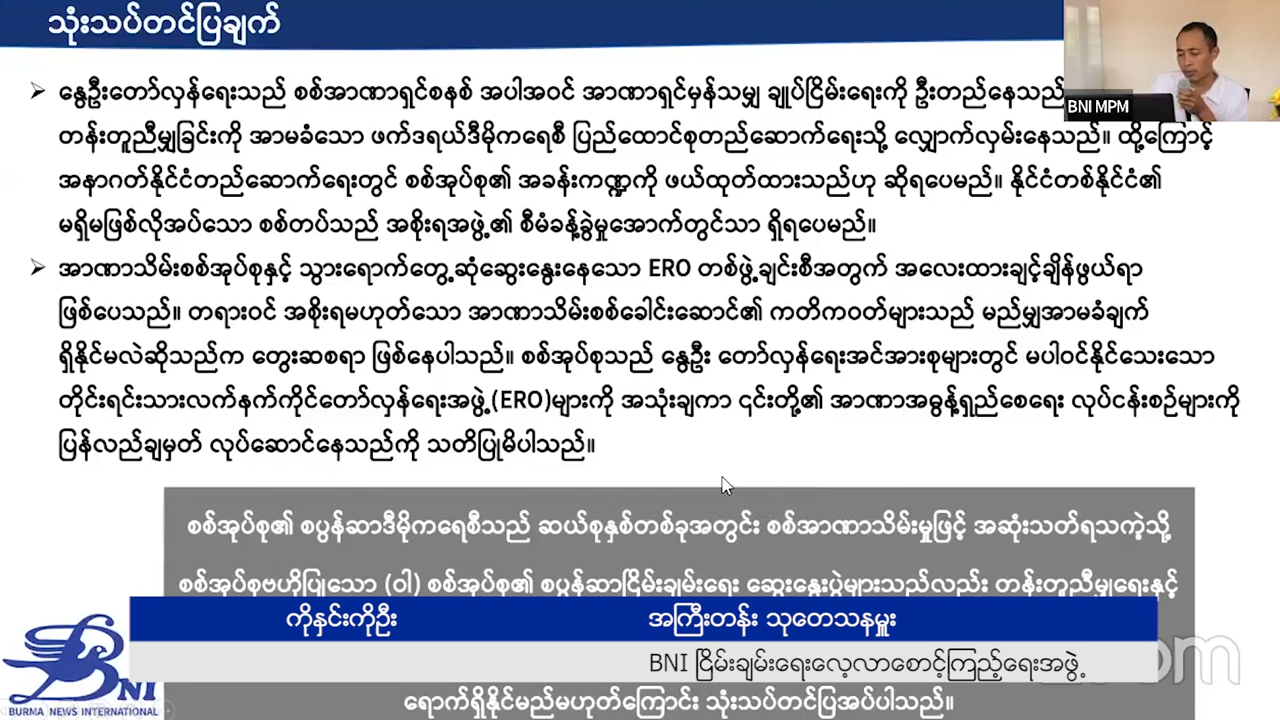 သုံးသပ်တင်ပြချက်
BNI MPM
➢ နွေဦးတော်လှန်ရေးသည် စစ်အာဏာရှင်စနစ် အပါအဝင် အာဏာရှင်မှန်သမျှ ချုပ်ငြိမ်းရေးကို ဦးတည်နေသည်
တန်းတူညီမျှခြင်းကို အာမခံသော ဖက်ဒရယ်ဒီမိုကရေစီ ပြည်ထောင်စုတည်ဆောက်ရေးသို့ လျှောက်လှမ်းနေသည်။ ထို့ကြောင့်
အနာဂတ်နိုင်ငံတည်ဆောက်ရေးတွင် စစ်အုပ်စု၏ အခန်းကဏ္ဍကို ဖယ်ထုတ်ထားသည်ဟု ဆိုရပေမည်။ နိုင်ငံတစ်နိုင်ငံ၏
မရှိမဖြစ်လိုအပ်သော စစ်တပ်သည် အစိုးရအဖွဲ့၏ စီမံခန့်ခွဲမှုအောက်တွင်သာ ရှိရပေမည်။
➢ အာဏာသိမ်းစစ်အုပ်စုနှင့် သွားရောက်တွေ့ဆုံဆွေးနွေးနေသော ERO တစ်ဖွဲ့ချင်းစီအတွက် အလေးထားချင့်ချိန်ဖွယ်ရာ
ဖြစ်ပေသည်။ တရားဝင် အစိုးရမဟုတ်သော အာဏာသိမ်းစစ်ခေါင်းဆောင်၏ ကတိကဝတ်များသည် မည်မျှအာမခံချက်
ရှိနိုင်မလဲဆိုသည်က တွေးဆစရာ ဖြစ်နေပါသည်။ စစ်အုပ်စုသည် နွေဦး တော်လှန်ရေးအင်အားစုများတွင် မပါဝင်နိုင်သေးသော
တိုင်းရင်းသားလက်နက်ကိုင်တော်လှန်ရေးအဖွဲ့(ERO)များကို အသုံးချကာ ၎င်းတို့၏ အာဏာအဓွန့်ရှည်စေရေး လုပ်ငန်းစဉ်များကို
ပြန်လည်ချမှတ် လုပ်ဆောင်နေသည်ကို သတိပြုမိပါသည်။
စစ်အုပ်စု၏ စပွန်ဆာဒီမိုကရေစီသည် ဆယ်စုနှစ်တစ်ခုအတွင်း စစ်အာဏာသိမ်းမှုဖြင့် အဆုံးသတ်ရသကဲ့သို့
စစ်အုပ်စုဗဟိုပြုသော (ဝါ) စစ်အုပ်စု၏ စပွန်ဆာငြိမ်းချမ်းရေး ဆွေးနွေးပွဲများသည်လည်း တန်းတူညီမျှရေးနှင့်
ကိုနှင်းကိုဦး အကြီးတန်း သုတေသနမှူး
BNI ငြိမ်းချမ်းရေးလေ့လာစောင့်ကြည့်ရေးအဖွဲ့
ရောက်ရှိနိုင်မည်မဟုတ်ကြောင်း သုံးသပ်တင်ပြအပ်ပါသည်။
BNI
BURMA NEWS INTERNATIONAL